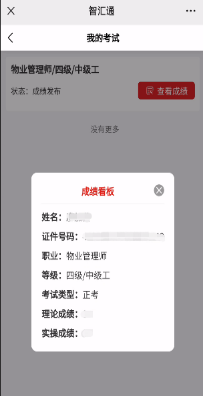 智汇通
我的考试
物业管理师/四级/中级工
状态：成绩发布
查看成绩
没有更多
成绩看板
姓名：
证件号码：
职业：物业管理师
等级：四级/中级工
考试类型：正考
理论成绩：
实操成绩：